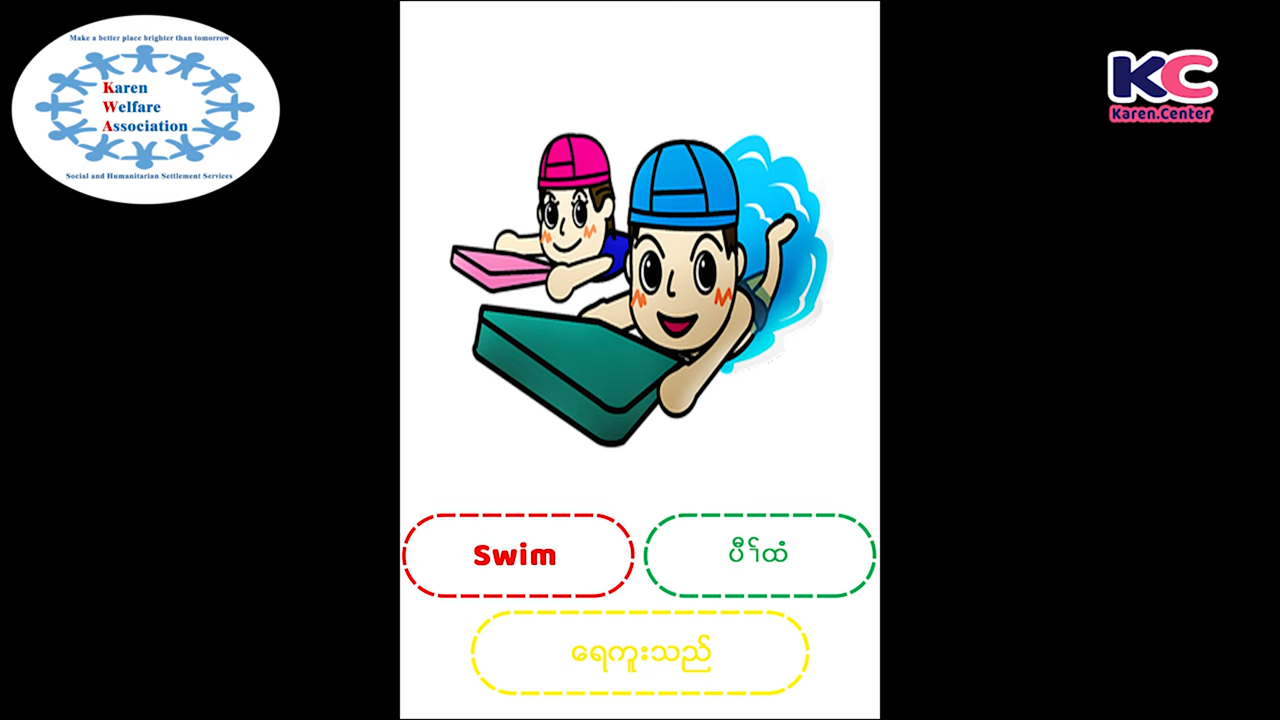 Make a better place brighter than tomorrow
Karen
Welfare
Association
Social and Humanitarian Settlement Services
KC
Karen.Center
Swim
ပီၢ်ထံ
ရေကူးသည်